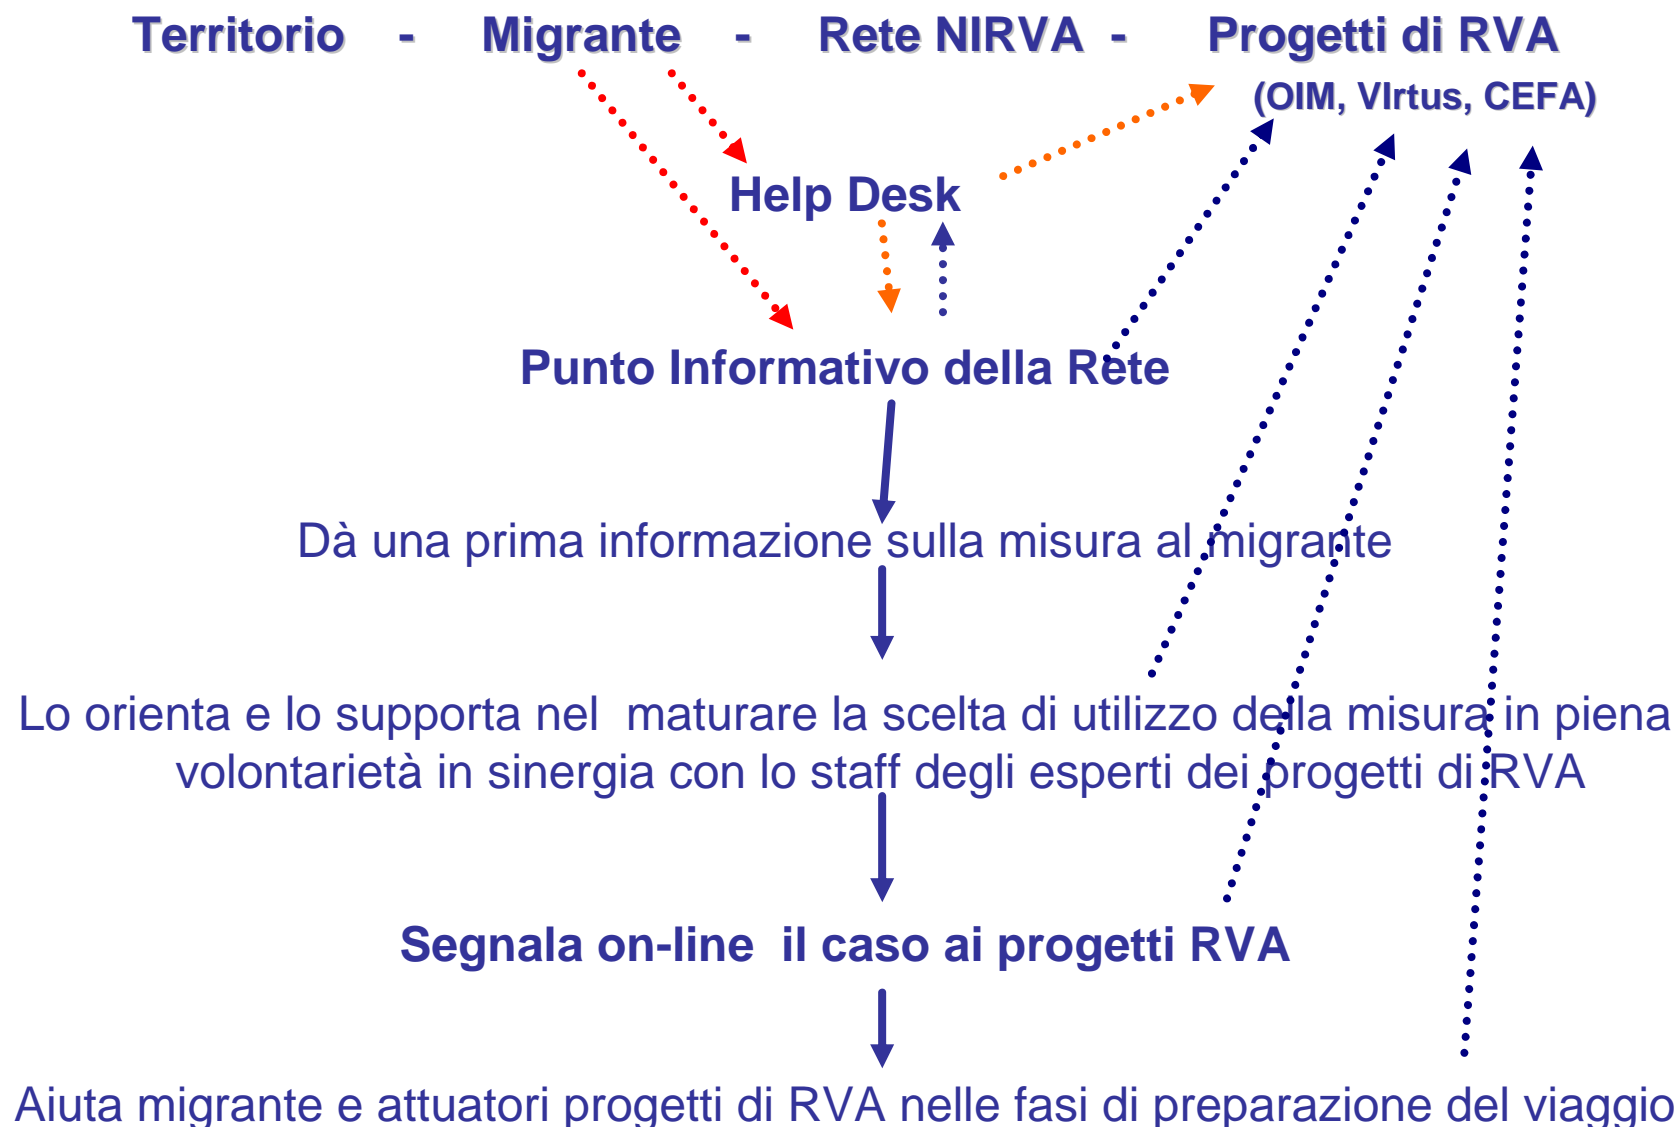 Territorio - Migrante - Rete NIRVA - Progetti di RVA
(OIM, VIrtus, CEFA)
Help Desk
Punto Informativo della Rete
Dà una prima informazione sulla misura al migrante
Lo orienta e lo supporta nel maturare la scelta di utilizzo della misura in piena
volontarietà in sinergia con lo staff degli esperti dei progetti di RVA
Segnala on-line il caso ai progetti RVA
Aiuta migrante e attuatori progetti di RVA nelle fasi di preparazione del viaggio